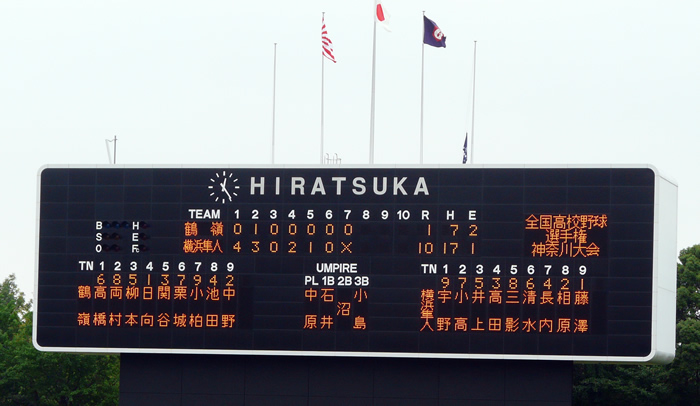 HIRATSUKA
TEAM 1 2 3 4 5 6 7 8 9 10 R H E
鶴嶺 0 1 0 0 0 0 0 1 7 2
横浜隼人 4 3 0 2 1 0 X 10 17 1
全国高校野球
選手権
神奈川大会
B H
S E
O
TN 1 2 3 4 5 6 7 8 9
6 8 5 1 3 7 9 4 2
鶴嶺 高橋 両村 柳本 日向 関谷 栗城 小柏 池田 中野
UMPIRE
PL 1B 2B 3B
中原 石井 沼 小島
TN 1 2 3 4 5 6 7 8 9
9 7 5 3 8 6 4 2 1
横浜隼人 宇野 小高 井上 高田 三影 清水 長内 相原 藤澤